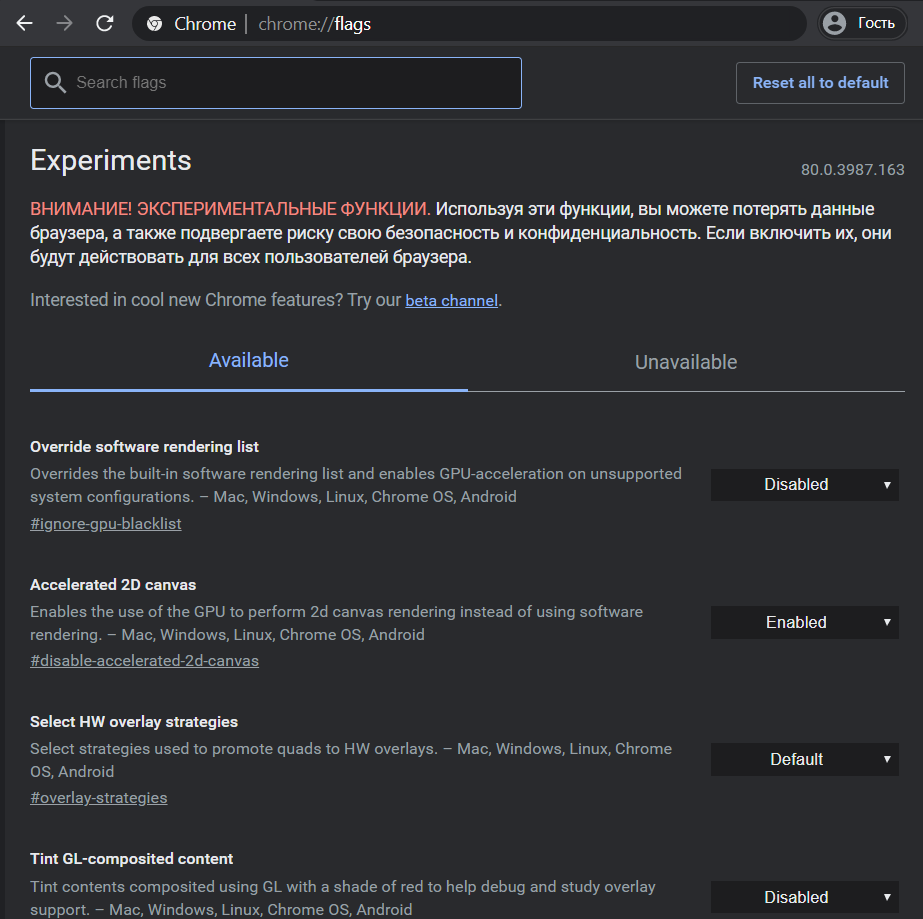 Chrome | chrome://flags
Гость
Search flags
Reset all to default
Experiments
80.0.3987.163
ВНИМАНИЕ! ЭКСПЕРИМЕНТАЛЬНЫЕ ФУНКЦИИ. Используя эти функции, вы можете потерять данные
браузера, а также подвергаете риску свою безопасность и конфиденциальность. Если включить их, они
будут действовать для всех пользователей браузера.
Interested in cool new Chrome features? Try our beta channel.
Available
Unavailable
Override software rendering list
Overrides the built-in software rendering list and enables GPU-acceleration on unsupported
system configurations. – Mac, Windows, Linux, Chrome OS, Android
#ignore-gpu-blacklist
Disabled
Accelerated 2D canvas
Enables the use of the GPU to perform 2d canvas rendering instead of using software
rendering. – Mac, Windows, Linux, Chrome OS, Android
#disable-accelerated-2d-canvas
Enabled
Select HW overlay strategies
Select strategies used to promote quads to HW overlays. – Mac, Windows, Linux, Chrome
OS, Android
#overlay-strategies
Default
Tint GL-composited content
Tint contents composited using GL with a shade of red to help debug and study overlay
support. – Mac, Windows, Linux, Chrome OS, Android
Disabled